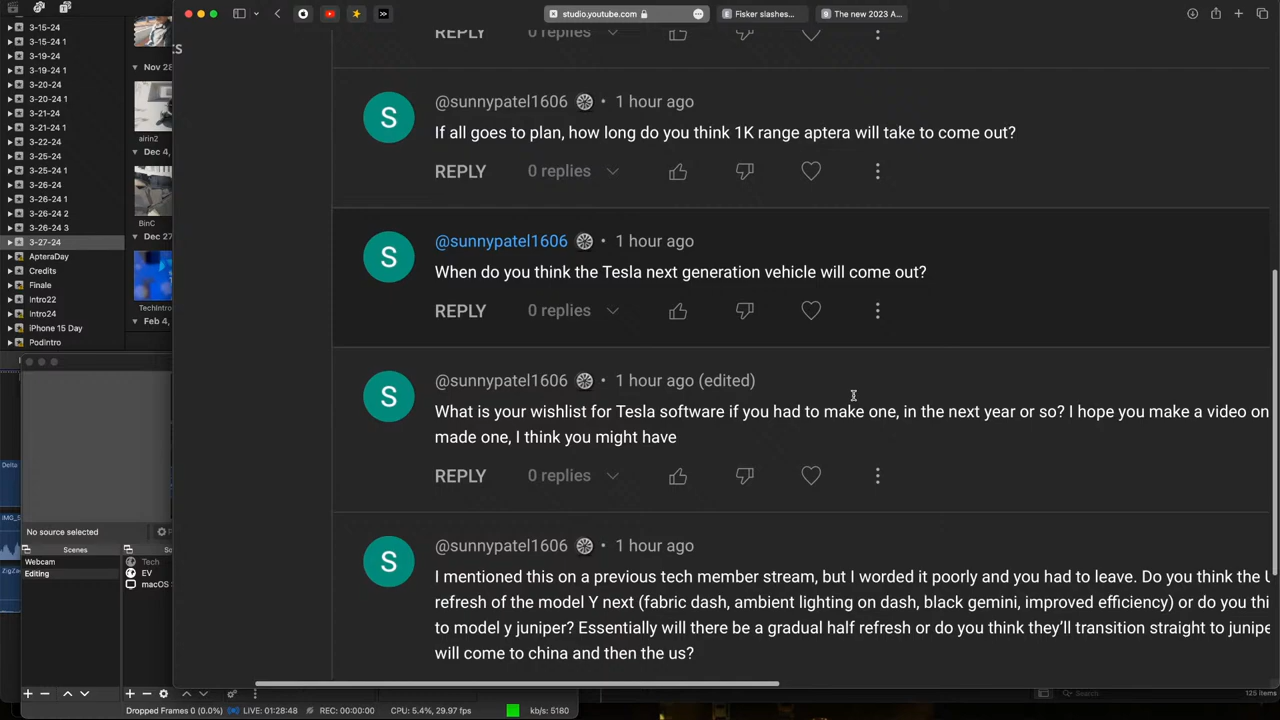 studio.youtube.com
Fisker slashes...
The new 2023 A...
3-15-24
3-15-24 1
3-19-24
3-19-24 1
3-20-24
3-20-24 1
3-21-24
3-21-24 1
3-22-24
3-25-24
3-25-24 1
3-26-24
3-26-24 1
3-26-24 2
3-26-24 3
3-27-24
ApteraDay
Credits
Finale
Intro22
Intro24
iPhone 15 Day
PodIntro
ts
Nov 28
airin2
Dec 4,
BinC
Dec 27
TechIntro
Feb 4,
REPLY 0 replies
S
@sunnypatel1606 • 1 hour ago
If all goes to plan, how long do you think 1K range aptera will take to come out?
REPLY 0 replies
S
@sunnypatel1606 • 1 hour ago
When do you think the Tesla next generation vehicle will come out?
REPLY 0 replies
S
@sunnypatel1606 • 1 hour ago (edited)
What is your wishlist for Tesla software if you had to make one, in the next year or so? I hope you make a video on
made one, I think you might have
REPLY 0 replies
S
@sunnypatel1606 • 1 hour ago
I mentioned this on a previous tech member stream, but I worded it poorly and you had to leave. Do you think the U
refresh of the model Y next (fabric dash, ambient lighting on dash, black gemini, improved efficiency) or do you thi
to model y juniper? Essentially will there be a gradual half refresh or do you think they'll transition straight to junipe
will come to china and then the us?
Delta
IMG_S
ZigZa
No source selected
Scenes
So
Webcam
Editing
Tech
EV
macOS
Search
125 items
Dropped Frames 0 (0.0%) LIVE: 01:28:48 REC: 00:00:00 CPU: 5.4%, 29.97 fps kb/s: 5180